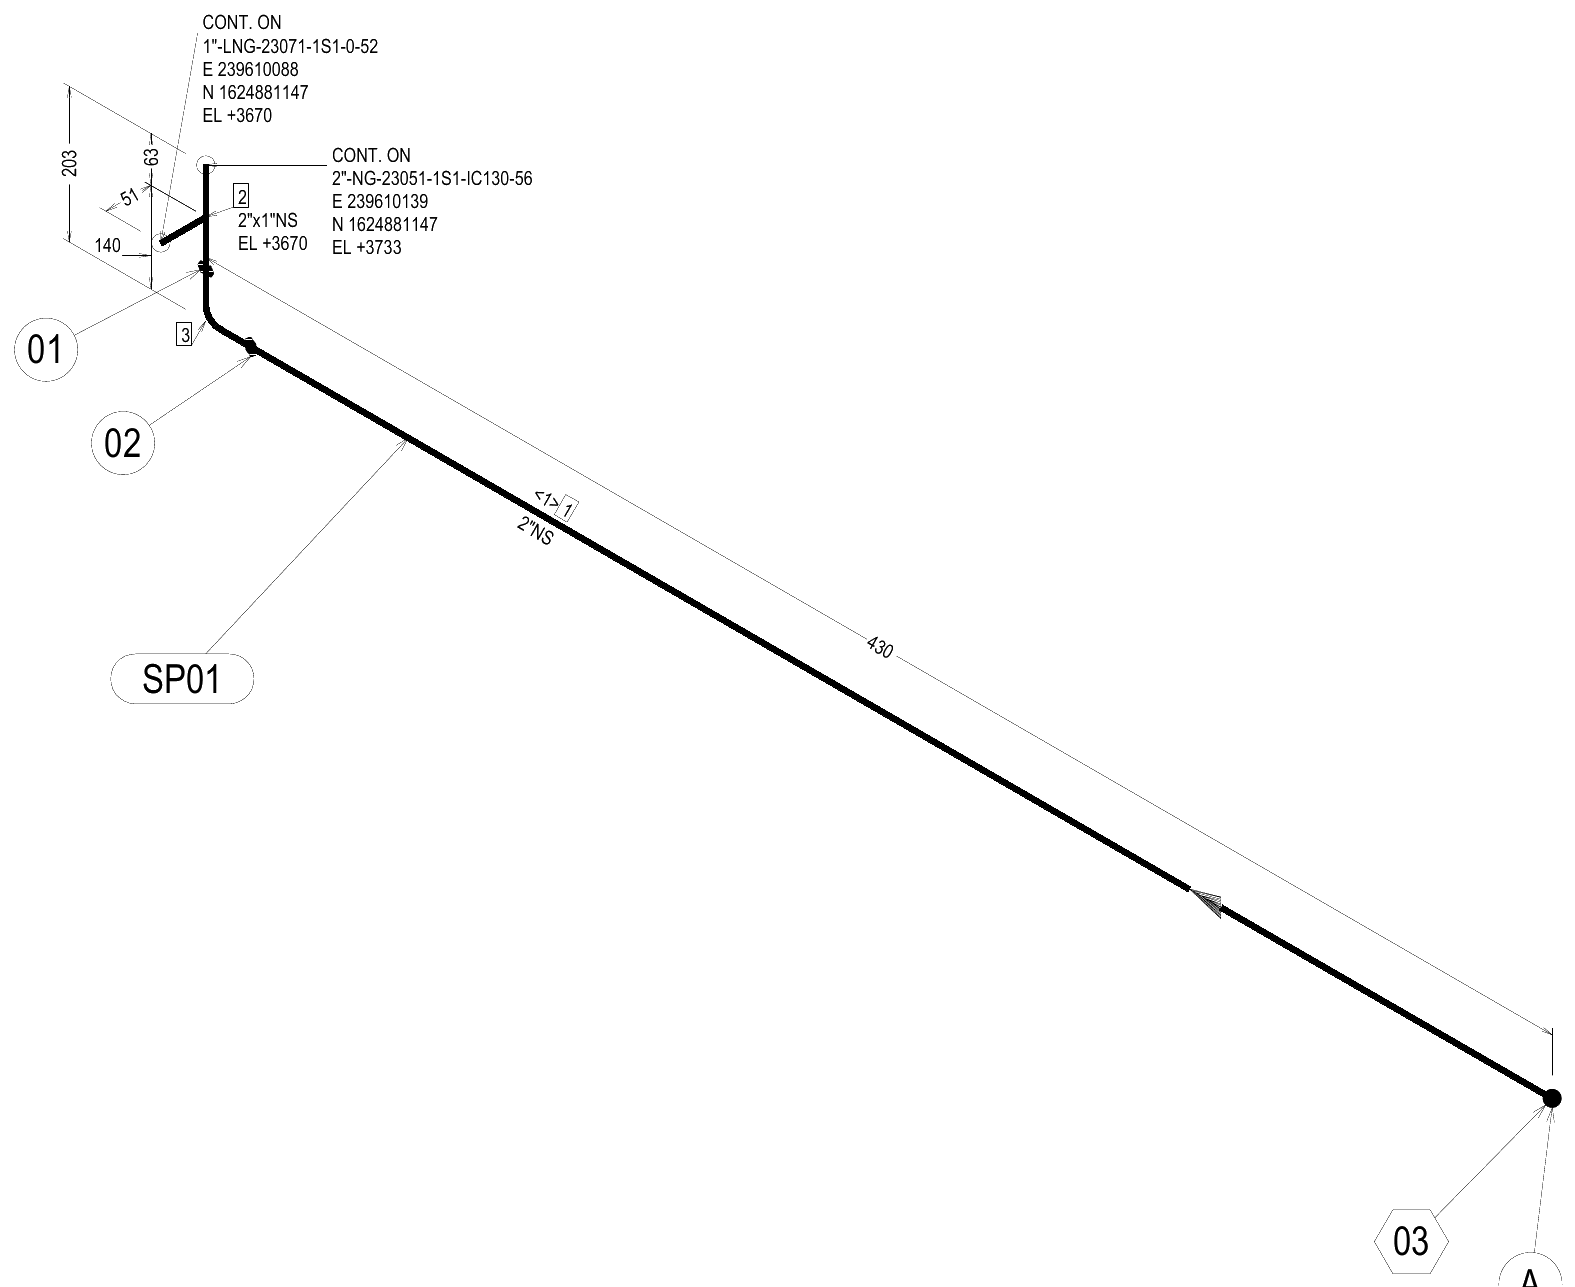 CONT. ON
1"-LNG-23071-1S1-0-52
E 239610088
N 1624881147
EL +3670
CONT. ON
2"-NG-23051-1S1-IC130-56
E 239610139
N 1624881147
EL +3733
203
63
51
2
2"x1"NS
EL +3670
140
01
3
02
<1> 1
2"NS
430
SP01
03
A